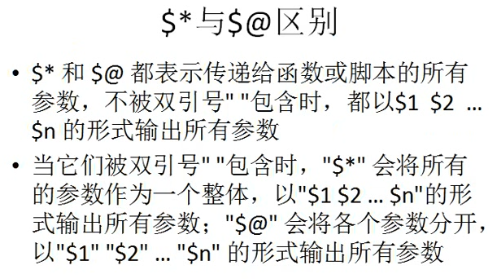 $*与$@区别
• $* 和 $@ 都表示传递给函数或脚本的所有
参数，不被双引号" "包含时，都以$1 $2 …
$n 的形式输出所有参数
• 当它们被双引号" "包含时，"$*" 会将所有
的参数作为一个整体，以"$1 $2 … $n"的形
式输出所有参数；"$@" 会将各个参数分开，
以"$1" "$2" … "$n" 的形式输出所有参数